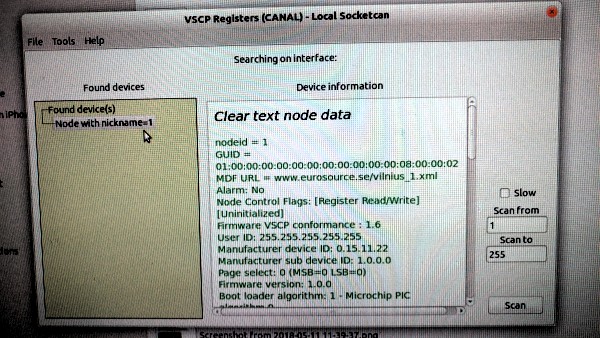 VSCP Registers (CANAL) - Local Socketcan
File Tools Help
Searching on interface:
Found devices
Device information
Found device(s)
Node with nickname=1
Clear text node data
nodeid = 1
GUID =
01:00:00:00:00:00:00:00:00:00:00:00:08:00:00:02
MDF URL = www.eurosource.se/vilnius_1.xml
Alarm: No
Node Control Flags: [Register Read/Write]
[Uninitialized]
Firmware VSCP conformance : 1.6
User ID: 255.255.255.255.255
Manufacturer device ID: 0.15.11.22
Manufacturer sub device ID: 1.0.0.0
Page select: 0 (MSB=0 LSB=0)
Firmware version: 1.0.0
Boot loader algorithm: 1 - Microchip PIC
algorithm 0
Slow
Scan from
1
Scan to
255
Scan
Screenshot from 2018-05-11 11-39-37.png